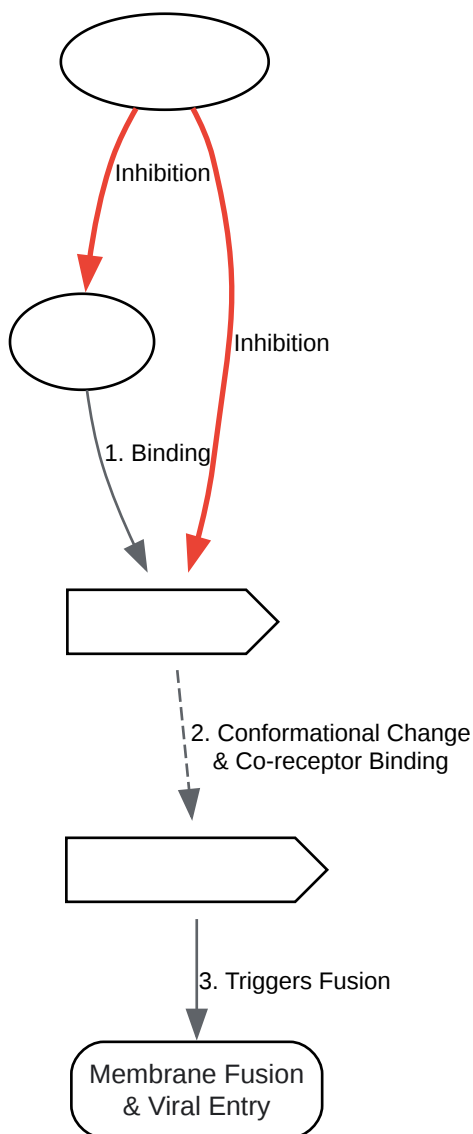 Inhibition
Inhibition
1. Binding
2. Conformational Change
& Co-receptor Binding
3. Triggers Fusion
Membrane Fusion
& Viral Entry